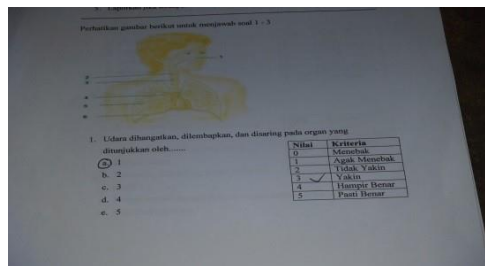 Perhatikan gambar berikut untuk menjawab soal 1 - 3
1. Udara dihangatkan, dilembapkan, dan disaring pada organ yang
ditunjukkan oleh.......
a. 1
b. 2
c. 3
d. 4
e. 5
Nilai Kriteria
0 Menebak
1 Agak Menebak
2 Tidak Yakin
3 Yakin
4 Hampir Benar
5 Pasti Benar